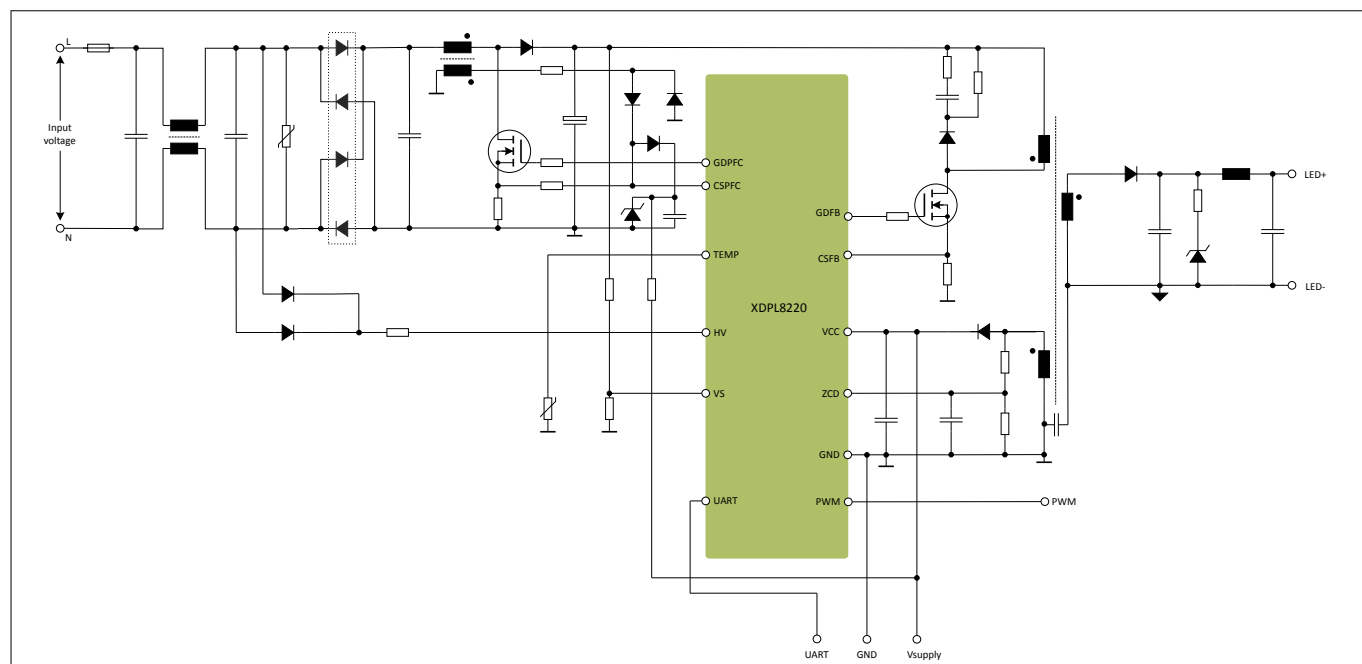 L
Input
voltage
N
GDPFC
CSPFC
TEMP
HV
VS
UART
XDPL8220
GDFB
CSFB
VCC
ZCD
GND
PWM
PWM
LED+
LED-
UART
GND
Vsupply